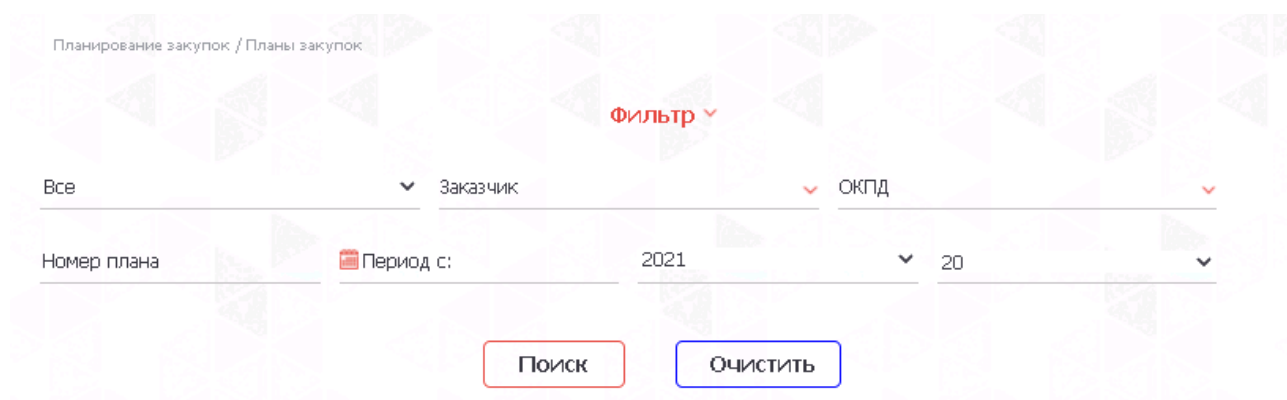 Планирование закупок / Планы закупок
Фильтр
Все Заказчик ОКПД
Номер плана Период с: 2021 20
Поиск Очистить